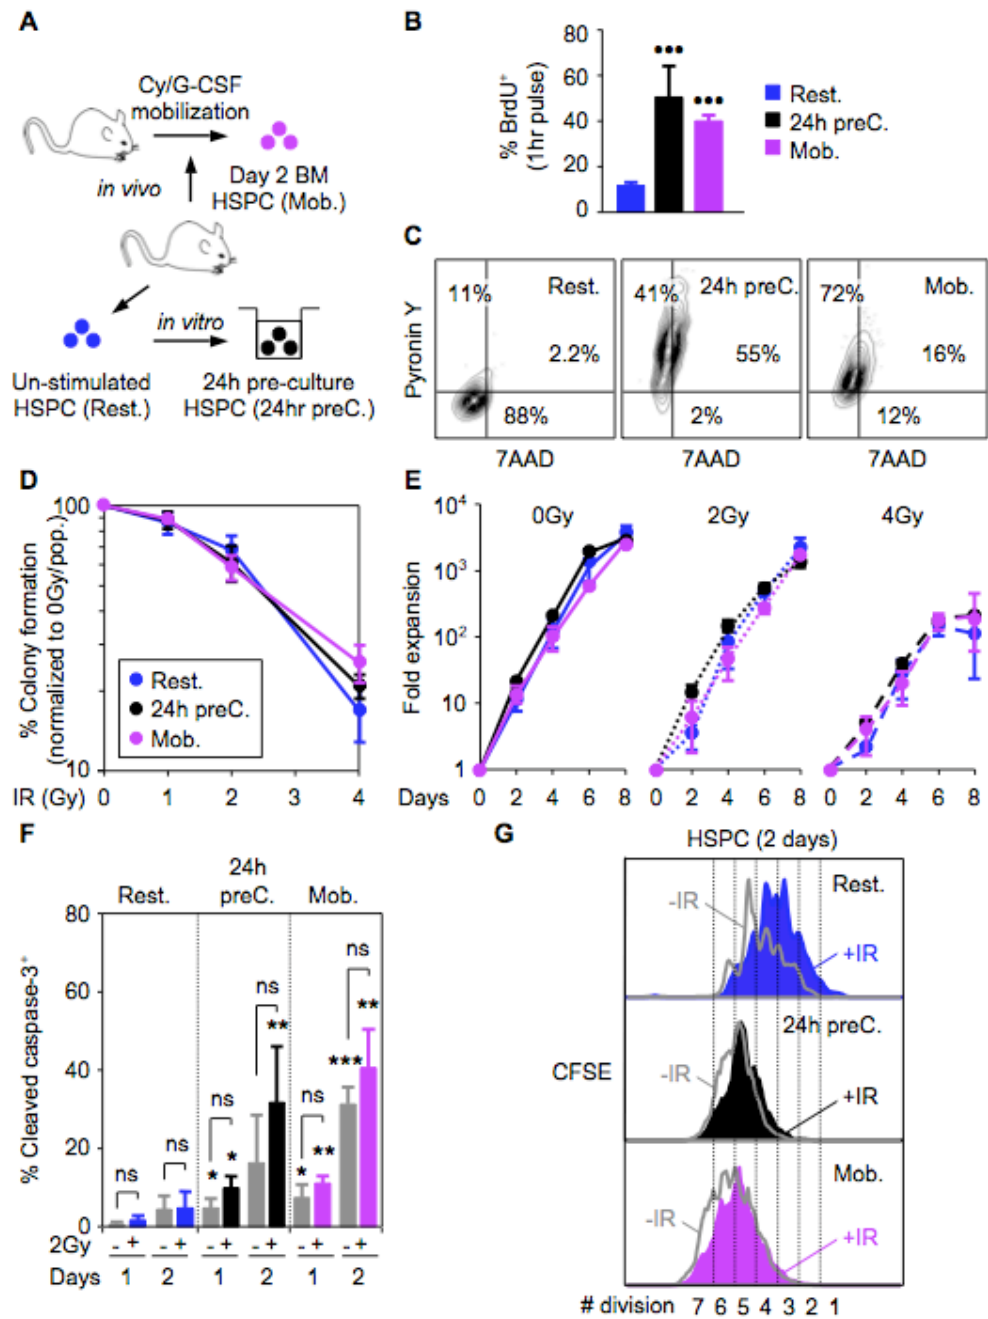 A
Cy/G-CSF
mobilization
in vivo
Day 2 BM
HSPC (Mob.)
in vitro
Un-stimulated
HSPC (Rest.)
24h pre-culture
HSPC (24hr preC.)
B
% BrdU+
(1hr pulse)
80
60
40
20
0
•••
•••
Rest.
24h preC.
Mob.
C
Pyronin Y
11%
Rest.
2.2%
88%
7AAD
41%
24h preC.
55%
2%
7AAD
72%
Mob.
16%
12%
7AAD
D
% Colony formation
(normalized to 0Gy/pop.)
100
10
Rest.
24h preC.
Mob.
IR (Gy)
0 1 2 3 4
E
Fold expansion
10⁴
10³
10²
10
1
0Gy
2Gy
4Gy
Days
0 2 4 6 8
0 2 4 6 8
0 2 4 6 8
F
% Cleaved caspase-3+
80
60
40
20
0
Rest.
24h
preC.
Mob.
ns
ns
ns
* *
ns
**
ns
* **
ns
*** **
2Gy - + - + - + - + - + - +
Days 1 2 1 2 1 2
G
HSPC (2 days)
CFSE
Rest.
-IR
+IR
24h preC.
-IR
+IR
Mob.
-IR
+IR
# division 7 6 5 4 3 2 1